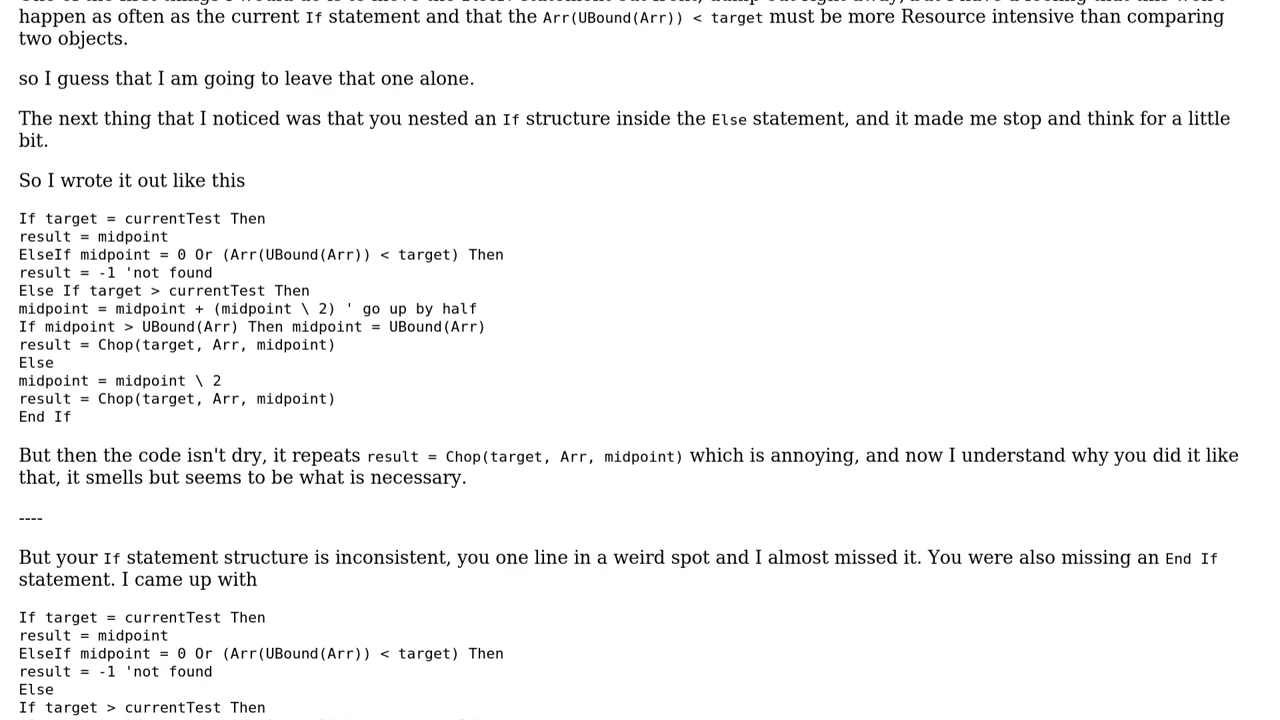 happen as often as the current If statement and that the Arr(UBound(Arr)) < target must be more Resource intensive than comparing
two objects.
so I guess that I am going to leave that one alone.
The next thing that I noticed was that you nested an If structure inside the Else statement, and it made me stop and think for a little
bit.
So I wrote it out like this
If target = currentTest Then
result = midpoint
ElseIf midpoint = 0 Or (Arr(UBound(Arr)) < target) Then
result = -1 'not found
Else If target > currentTest Then
midpoint = midpoint + (midpoint \ 2) ' go up by half
If midpoint > UBound(Arr) Then midpoint = UBound(Arr)
result = Chop(target, Arr, midpoint)
Else
midpoint = midpoint \ 2
result = Chop(target, Arr, midpoint)
End If
But then the code isn't dry, it repeats result = Chop(target, Arr, midpoint) which is annoying, and now I understand why you did it like
that, it smells but seems to be what is necessary.
----
But your If statement structure is inconsistent, you one line in a weird spot and I almost missed it. You were also missing an End If
statement. I came up with
If target = currentTest Then
result = midpoint
ElseIf midpoint = 0 Or (Arr(UBound(Arr)) < target) Then
result = -1 'not found
Else
If target > currentTest Then